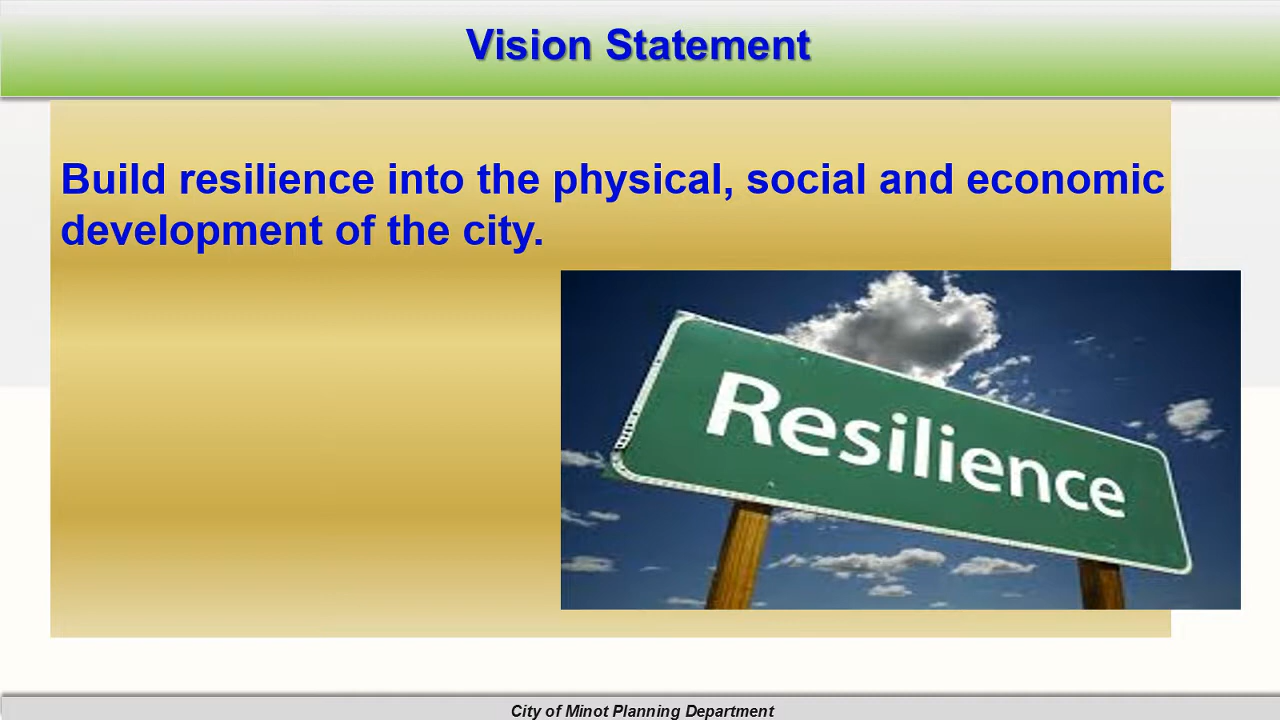 Vision Statement
Build resilience into the physical, social and economic
development of the city.
Resilience
City of Minot Planning Department